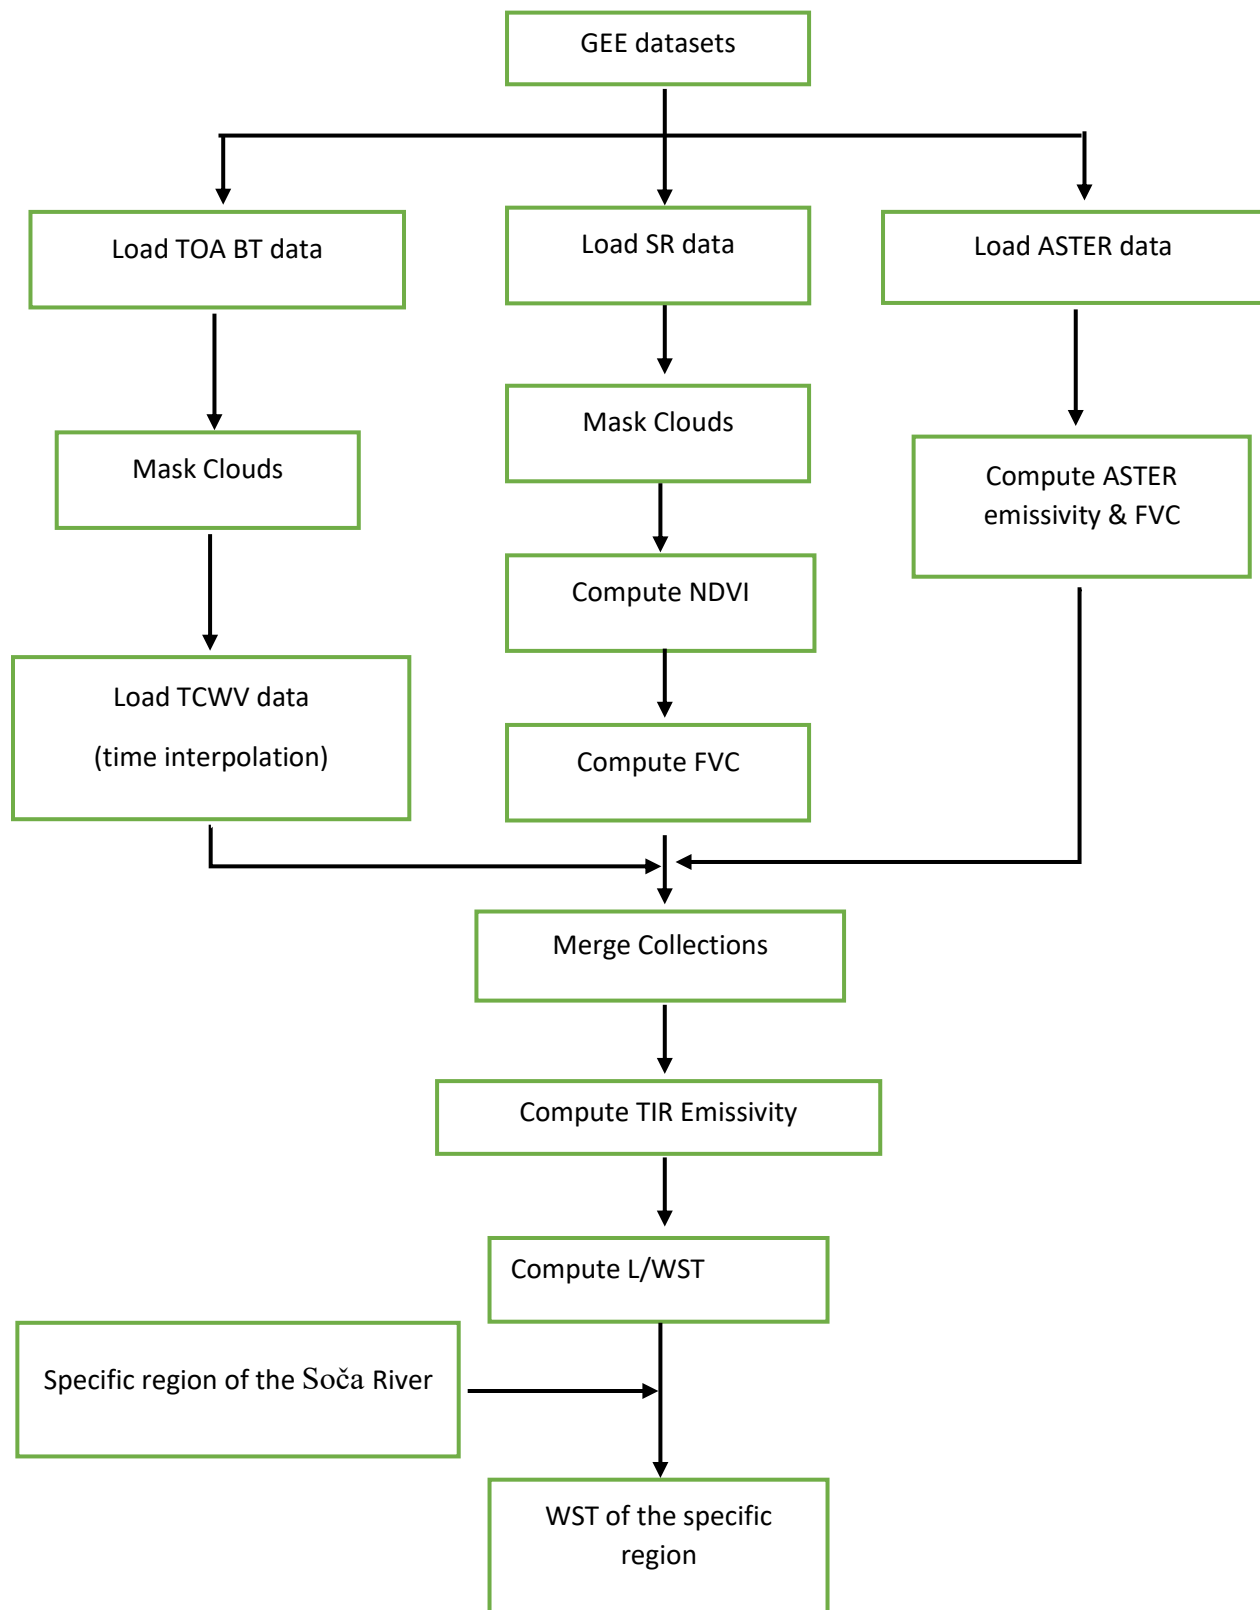 GEE datasets
Load TOA BT data
Load SR data
Load ASTER data
Mask Clouds
Mask Clouds
Compute ASTER
emissivity & FVC
Compute NDVI
Load TCWV data
(time interpolation)
Compute FVC
Merge Collections
Compute TIR Emissivity
Compute L/WST
Specific region of the Soča River
WST of the specific
region